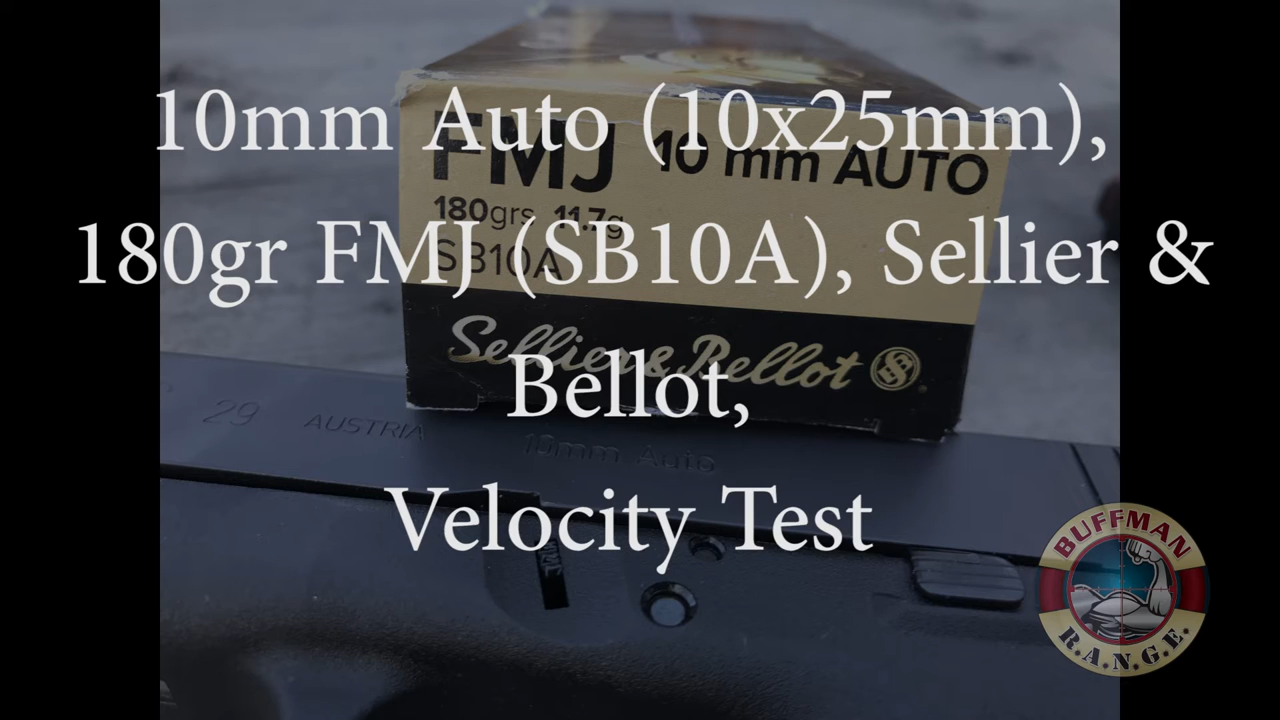 10mm Auto (10x25mm),
180gr FMJ (SB10A), Sellier &
Bellot,
Velocity Test
FMJ 10 mm AUTO
180grs 11.7g
SB10A
Sellier & Bellot
29 AUSTRIA 10mm Auto
BUFFMAN
R.A.N.G.E.